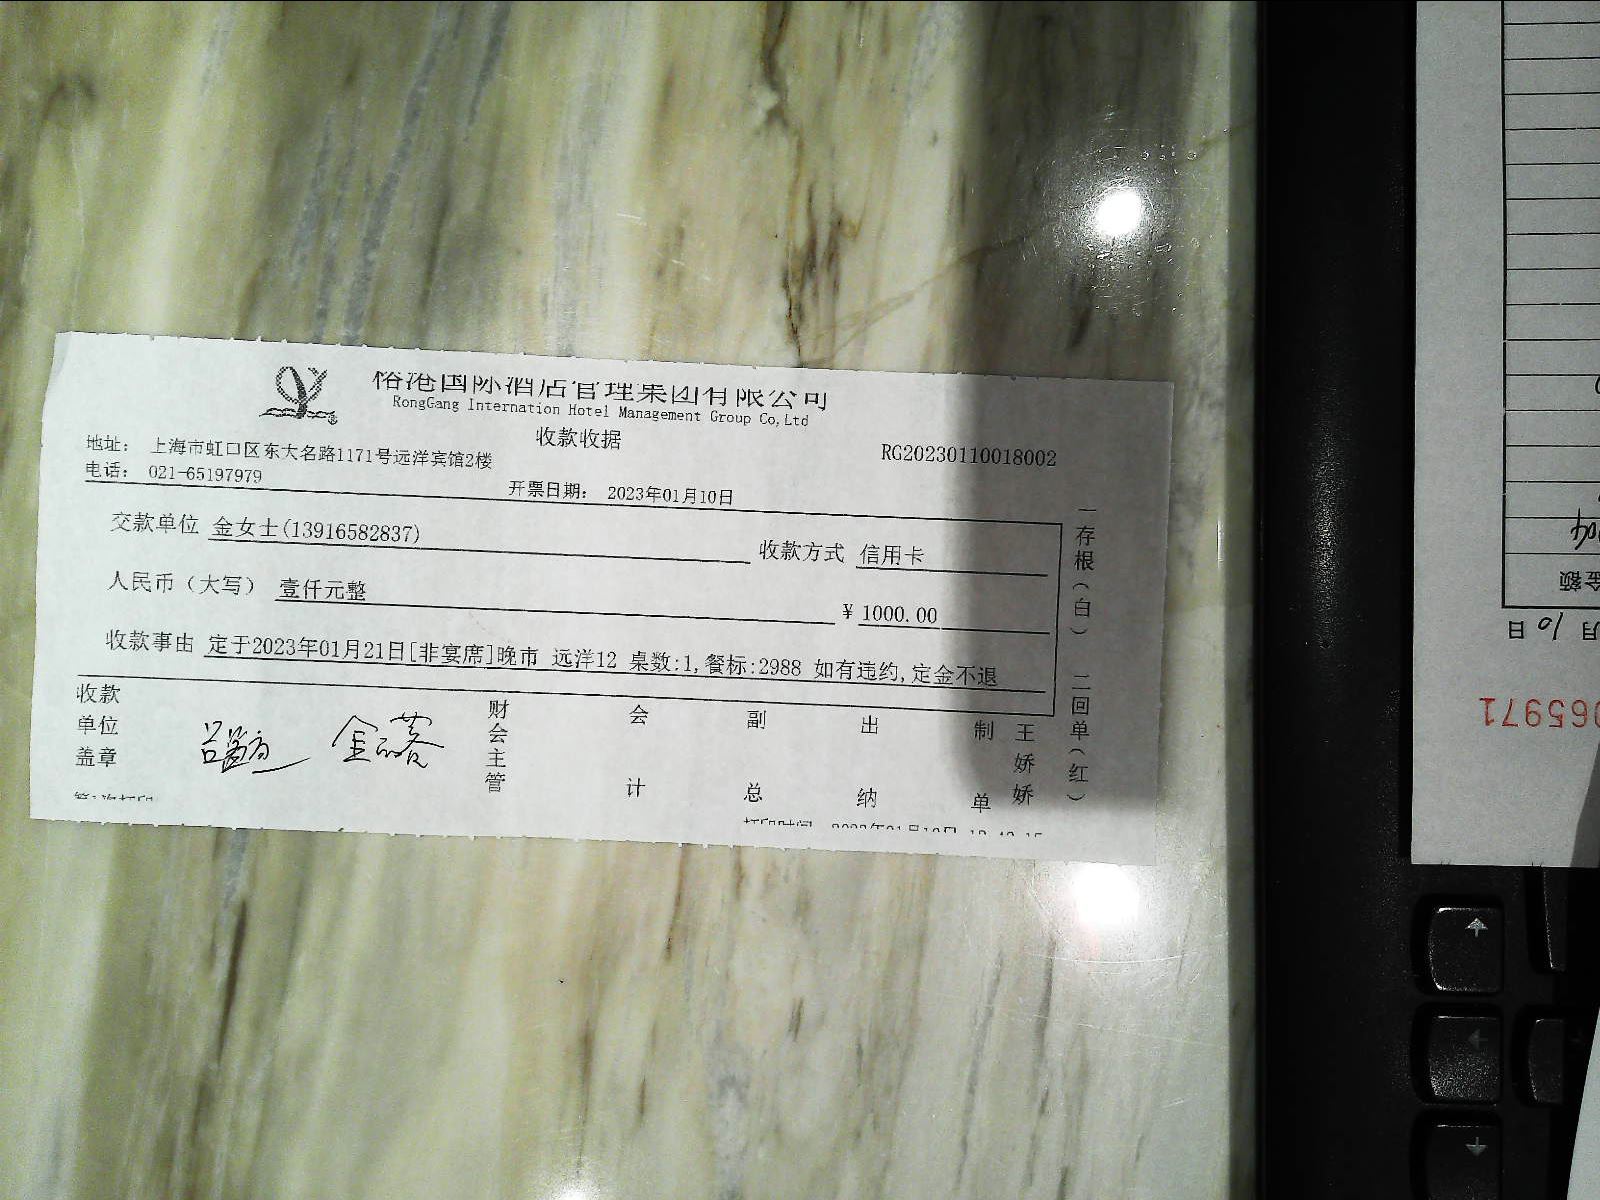 榕港国际酒店管理集团有限公司
RongGang Internation Hotel Management Group Co,Ltd
收款收据
地址： 上海市虹口区东大名路1171号远洋宾馆2楼
RG20230110018002
电话： 021-65197979
开票日期： 2023年01月10日
交款单位 金女士(13916582837)
收款方式 信用卡
人民币（大写） 壹仟元整
¥ 1000.00
收款事由 定于2023年01月21日[非宴席]晚市 远洋12 桌数:1,餐标:2988 如有违约,定金不退
一存根（白） 二回单（红）
收款单位盖章
财会主管
会计
副总
出纳
制单
王娇娇
金额
月10日
065971